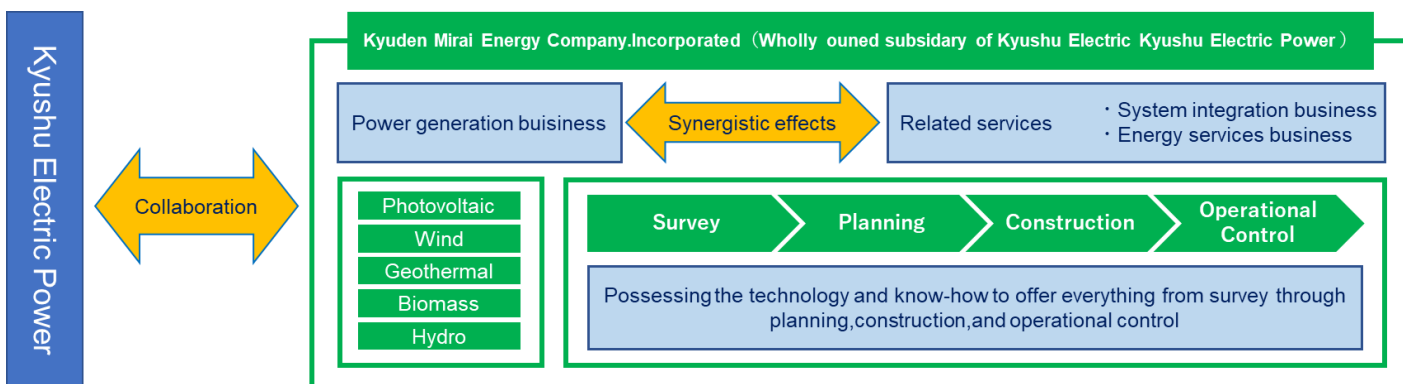 Kyushu Electric Power
Collaboration
Kyuden Mirai Energy Company.Incorporated（Wholly ouned subsidary of Kyushu Electric Kyushu Electric Power）
Power generation buisiness
Synergistic effects
Related services
・System integration business
・Energy services business
Photovoltaic
Wind
Geothermal
Biomass
Hydro
Survey
Planning
Construction
Operational
Control
Possessing the technology and know-how to offer everything from survey through
planning,construction,and operational control